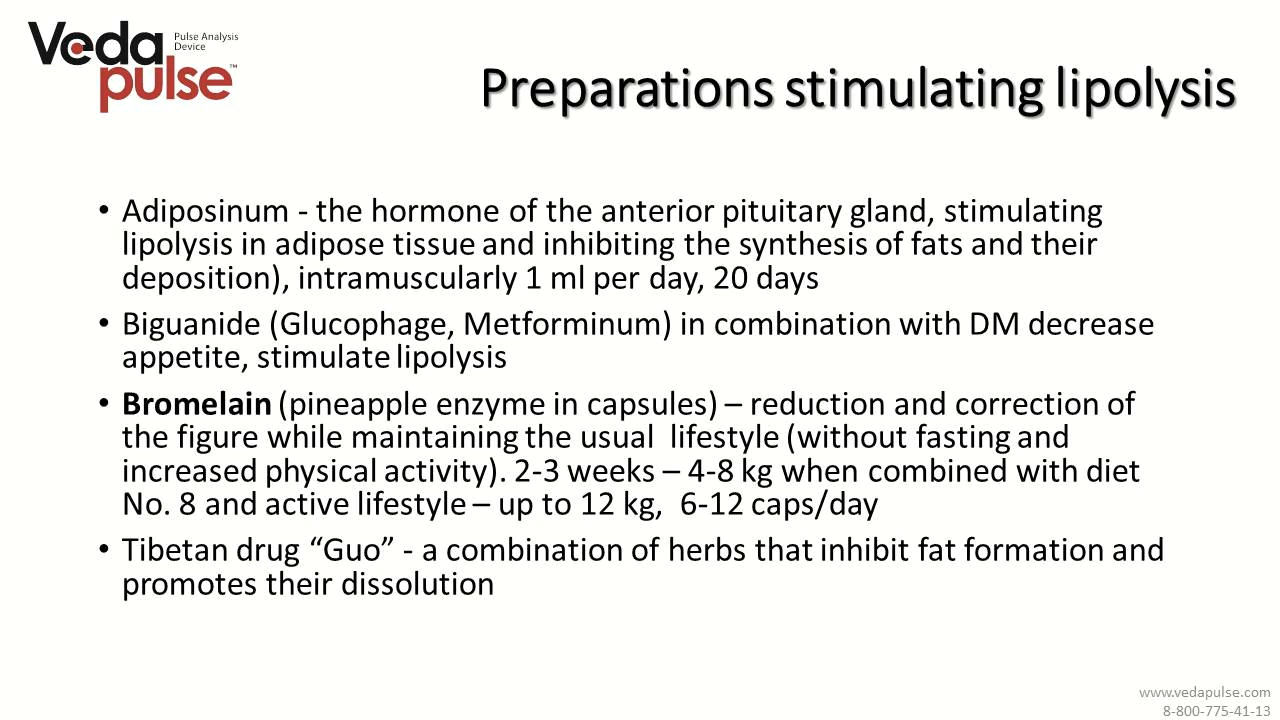 Veda
pulse™
Pulse Analysis
Device
Preparations stimulating lipolysis
• Adiposinum - the hormone of the anterior pituitary gland, stimulating
lipolysis in adipose tissue and inhibiting the synthesis of fats and their
deposition), intramuscularly 1 ml per day, 20 days
• Biguanide (Glucophage, Metforminum) in combination with DM decrease
appetite, stimulate lipolysis
• Bromelain (pineapple enzyme in capsules) – reduction and correction of
the figure while maintaining the usual lifestyle (without fasting and
increased physical activity). 2-3 weeks – 4-8 kg when combined with diet
No. 8 and active lifestyle – up to 12 kg, 6-12 caps/day
• Tibetan drug “Guo” - a combination of herbs that inhibit fat formation and
promotes their dissolution
www.vedapulse.com
8-800-775-41-13